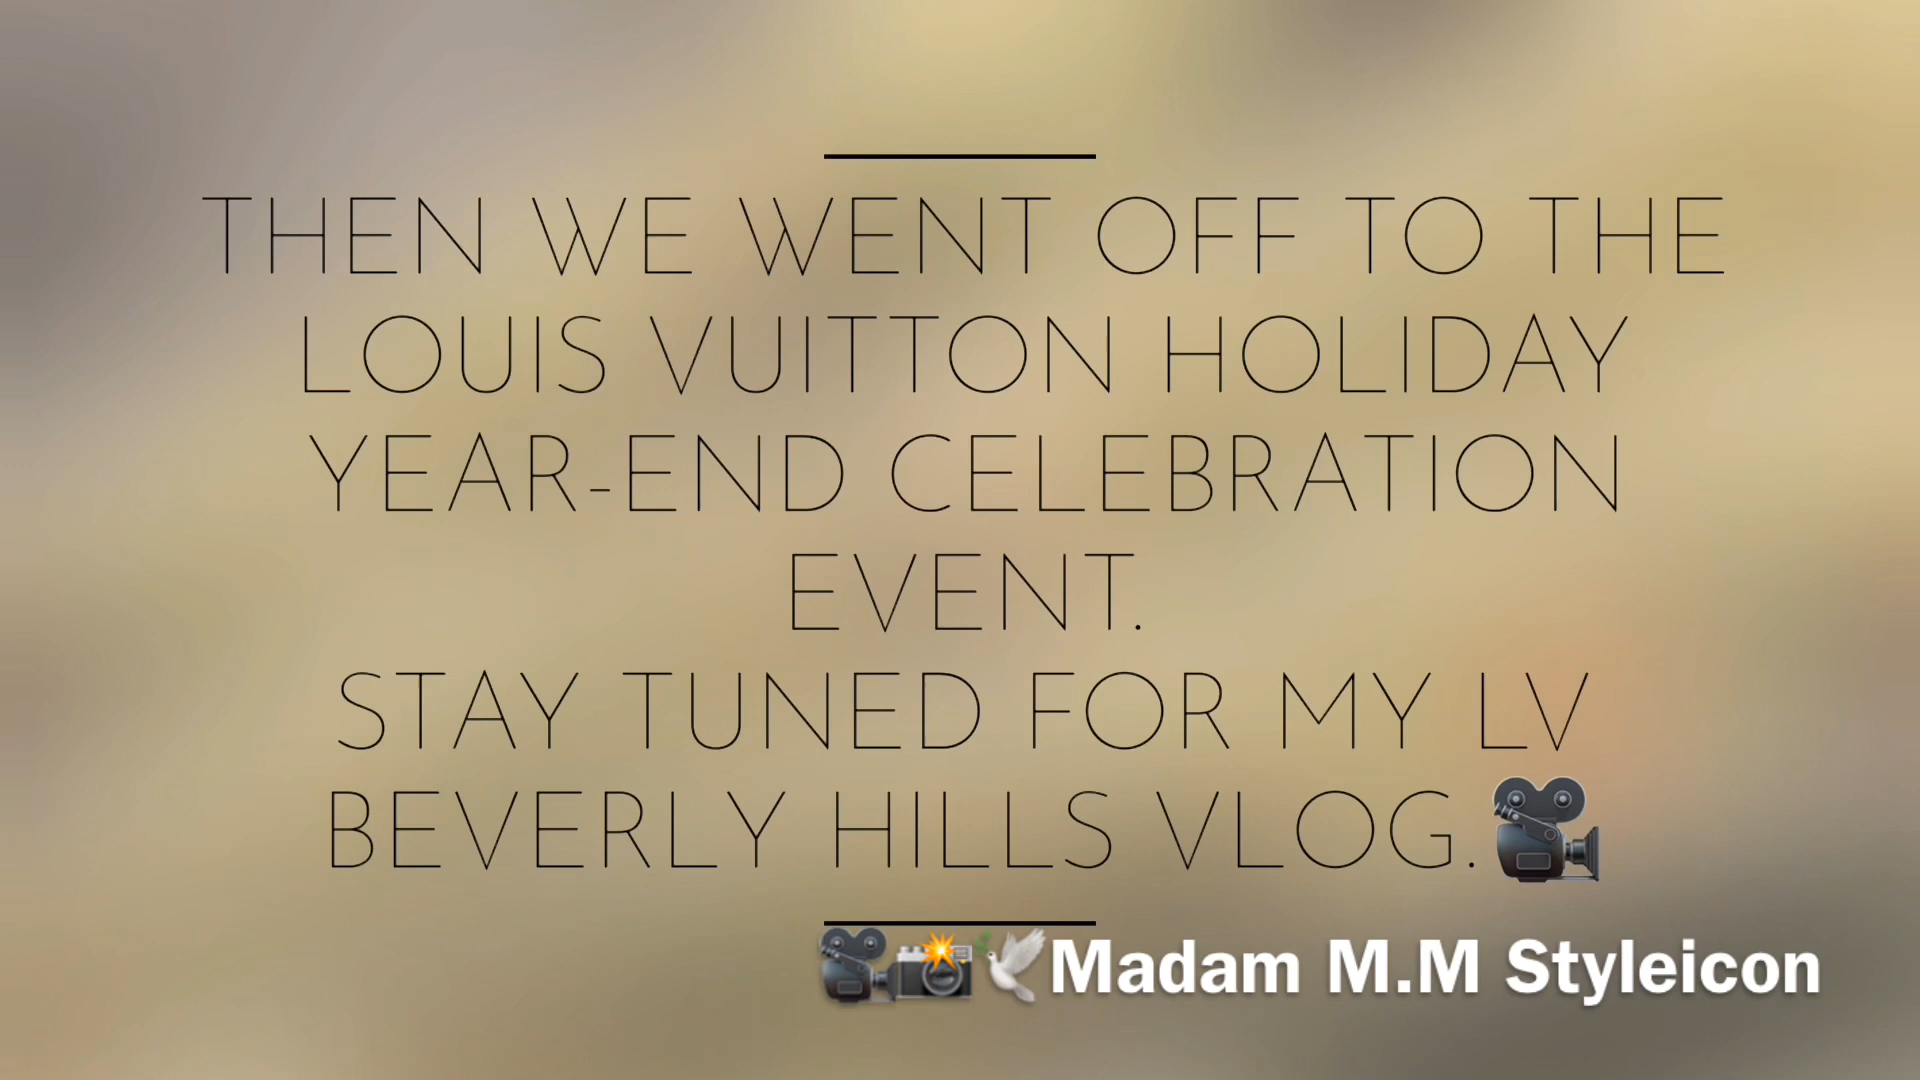 THEN WE WENT OFF TO THE
LOUIS VUITTON HOLIDAY
YEAR-END CELEBRATION
EVENT.
STAY TUNED FOR MY LV
BEVERLY HILLS VLOG.🎥
🎥📸🕊️Madam M.M Styleicon